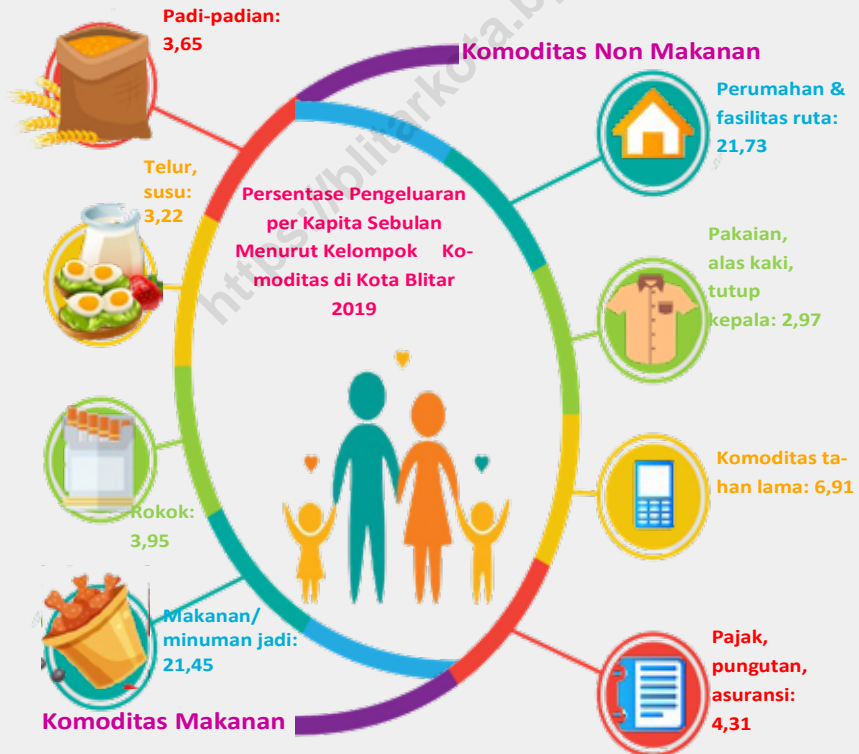 Padi-padian:
3,65
Komoditas Non Makanan
Perumahan &
fasilitas ruta:
21,73
Telur,
susu:
3,22
Persentase Pengeluaran
per Kapita Sebulan
Menurut Kelompok Ko-
moditas di Kota Blitar
2019
Pakaian,
alas kaki,
tutup
kepala: 2,97
Rokok:
3,95
Komoditas ta-
han lama: 6,91
Makanan/
minuman jadi:
21,45
Pajak,
pungutan,
asuransi:
4,31
Komoditas Makanan
https://blitarkota.bp